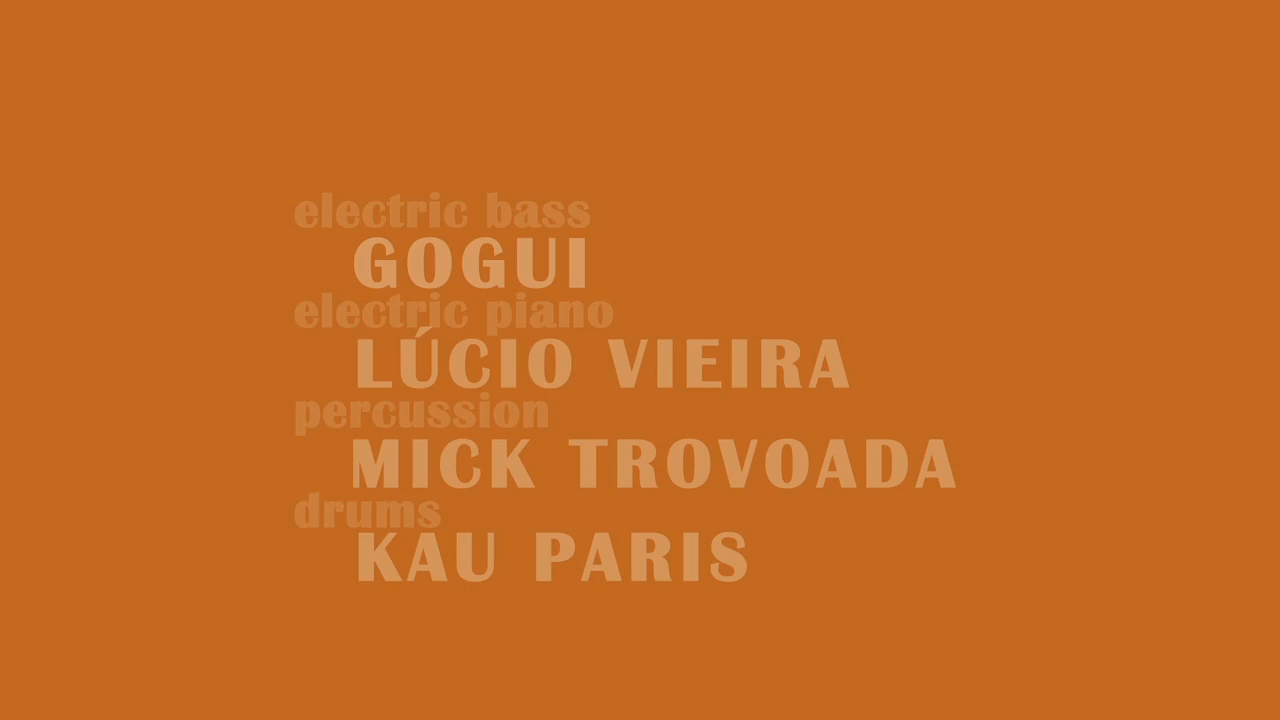 electric bass
GOGUI
electric piano
LÚCIO VIEIRA
percussion
MICK TROVOADA
drums
KAU PARIS